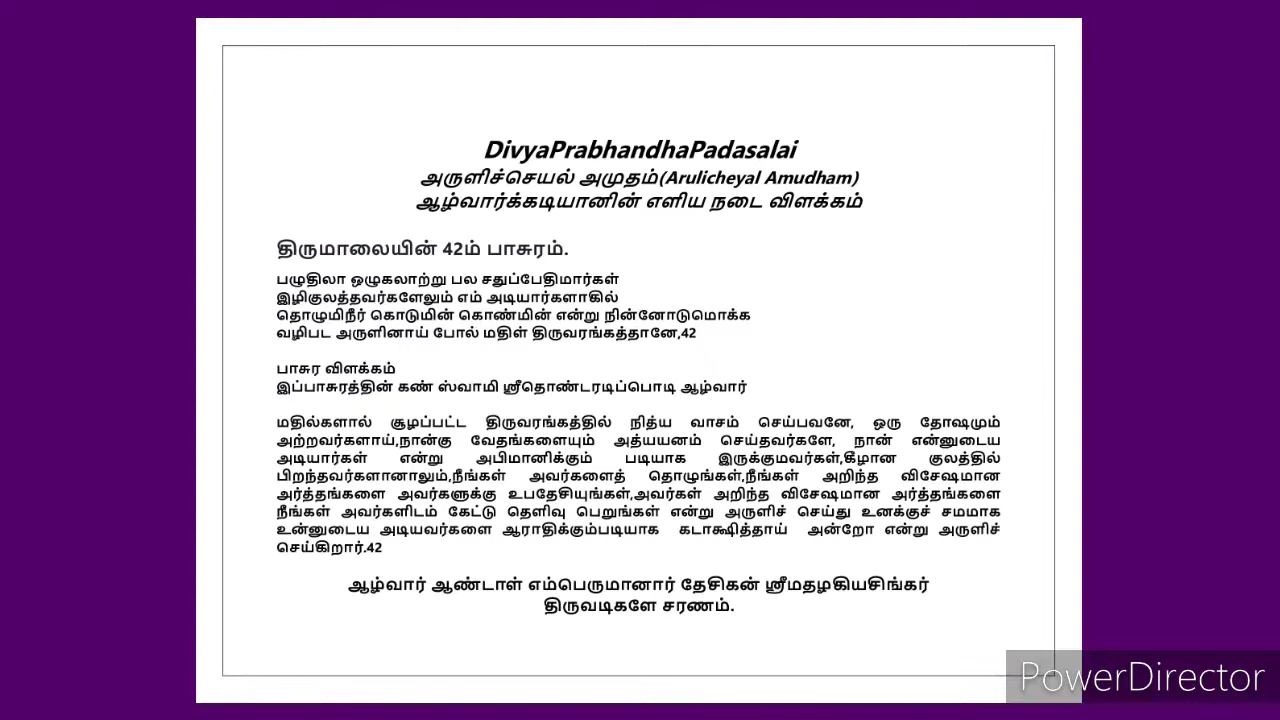 DivyaPrabhandhaPadasalai
அருளிச்செயல் அமுதம்(Arulicheyal Amudham)
ஆழ்வார்க்கடியானின் எளிய நடை விளக்கம்
திருமாலையின் 42ம் பாசுரம்.
பழுதிலா ஒழுகலாற்று பல சதுப்பேதிமார்கள்
இழிகுலத்தவர்களேலும் எம் அடியார்களாகில்
தொழுமிநீர் கொடுமின் கொண்மின் என்று நின்னோடுமொக்க
வழிபட அருளினாய் போல் மதிள் திருவரங்கத்தானே,42
பாசுர விளக்கம்
இப்பாசுரத்தின் கண் ஸ்வாமி ஸ்ரீதொண்டரடிப்பொடி ஆழ்வார்
மதில்களால் சூழப்பட்ட திருவரங்கத்தில் நித்ய வாசம் செய்பவனே, ஒரு தோஷமும்
அற்றவர்களாய்,நான்கு வேதங்களையும் அத்யயனம் செய்தவர்களே, நான் என்னுடைய
அடியார்கள் என்று அபிமானிக்கும் படியாக இருக்குமவர்கள்,கீழான குலத்தில்
பிறந்தவர்களானாலும்,நீங்கள் அவர்களைத் தொழுங்கள்,நீங்கள் அறிந்த விசேஷமான
அர்த்தங்களை அவர்களுக்கு உபதேசியுங்கள்,அவர்கள் அறிந்த விசேஷமான அர்த்தங்களை
நீங்கள் அவர்களிடம் கேட்டு தெளிவு பெறுங்கள் என்று அருளிச் செய்து உனக்குச் சமமாக
உன்னுடைய அடியவர்களை ஆராதிக்கும்படியாக கடாக்ஷித்தாய் அன்றோ என்று அருளிச்
செய்கிறார்.42
ஆழ்வார் ஆண்டாள் எம்பெருமானார் தேசிகன் ஸ்ரீமதழகியசிங்கர்
திருவடிகளே சரணம்.
PowerDirector